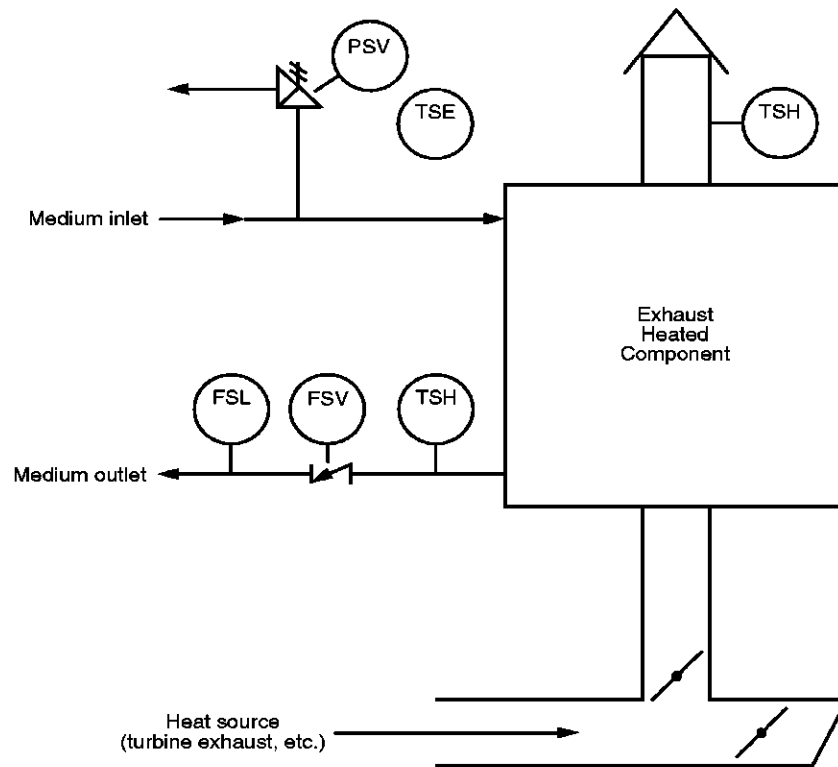 PSV
TSE
TSH
Medium inlet
Exhaust
Heated
Component
FSL
FSV
TSH
Medium outlet
Heat source
(turbine exhaust, etc.)